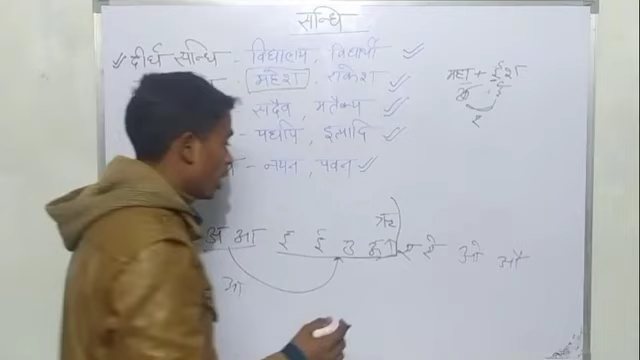 सन्धि
दीर्घ सन्धि - विद्यालय, विद्यार्थी
महेश राकेश
सदैव, मतैक्य
- यद्यपि, इत्यादि
- नयन, पवन
महा + ईश
अ आ इ ई उ ऊ ए ऐ ओ औ
ऋ